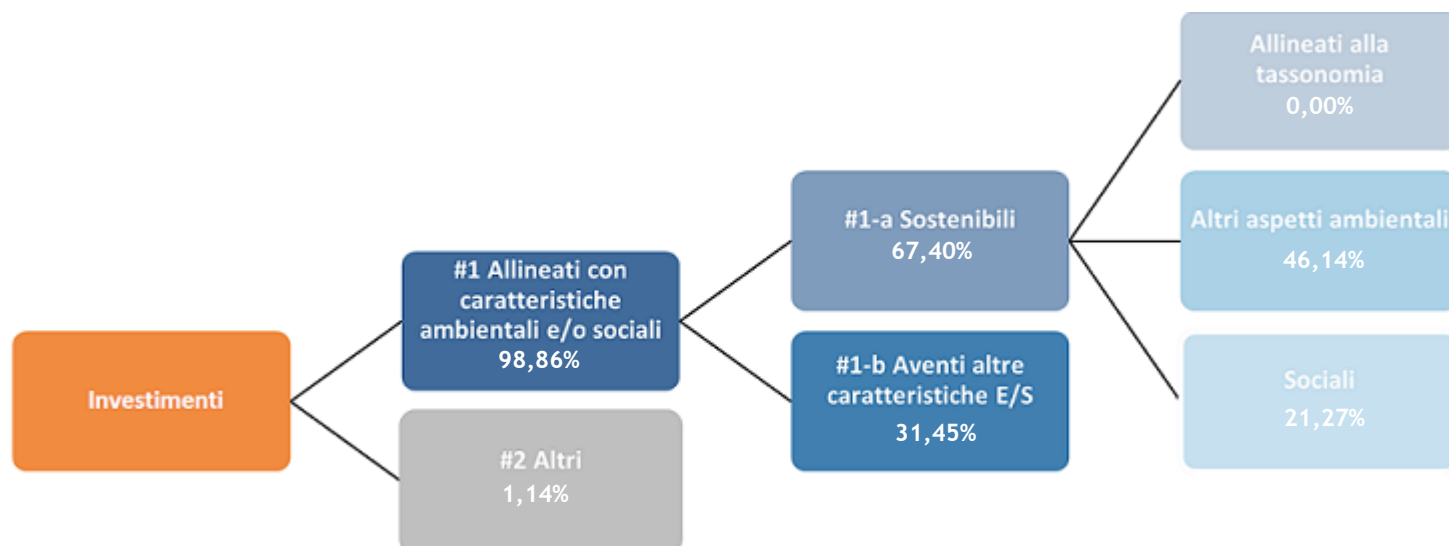 Investimenti
#1 Allineati con
caratteristiche
ambientali e/o sociali
98,86%
#2 Altri
1,14%
#1-a Sostenibili
67,40%
#1-b Aventi altre
caratteristiche E/S
31,45%
Allineati alla
tassonomia
0,00%
Altri aspetti ambientali
46,14%
Sociali
21,27%